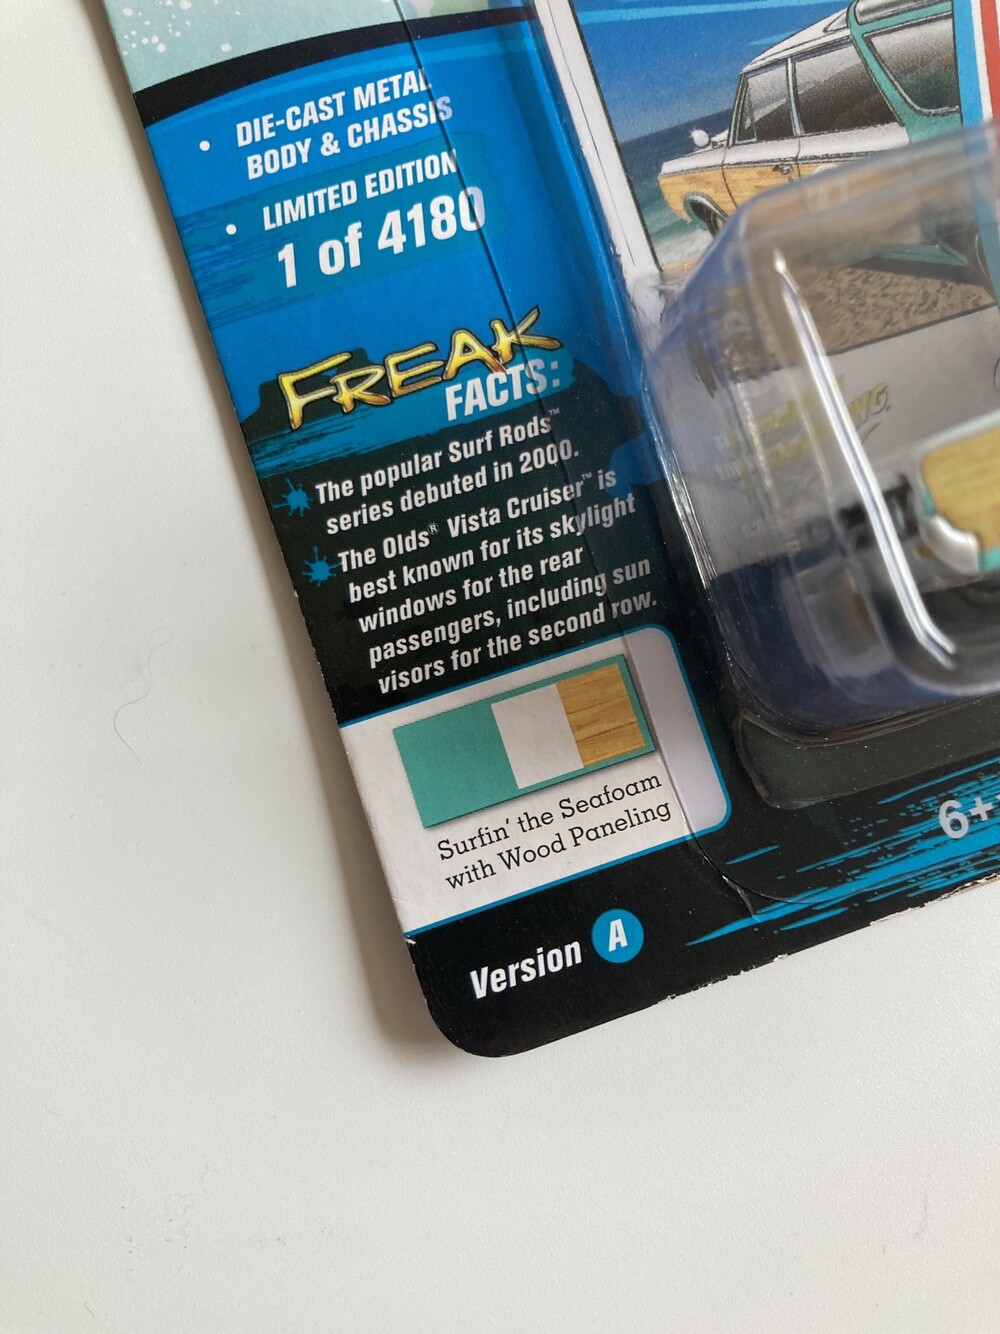 • DIE-CAST METAL
BODY & CHASSIS
• LIMITED EDITION
1 of 4180
FREAK
FACTS:
The popular Surf Rods™
series debuted in 2000.
The Olds® Vista Cruiser™ is
best known for its skylight
windows for the rear
passengers, including sun
visors for the second row.
Surfin' the Seafoam
with Wood Paneling
Version A
6+